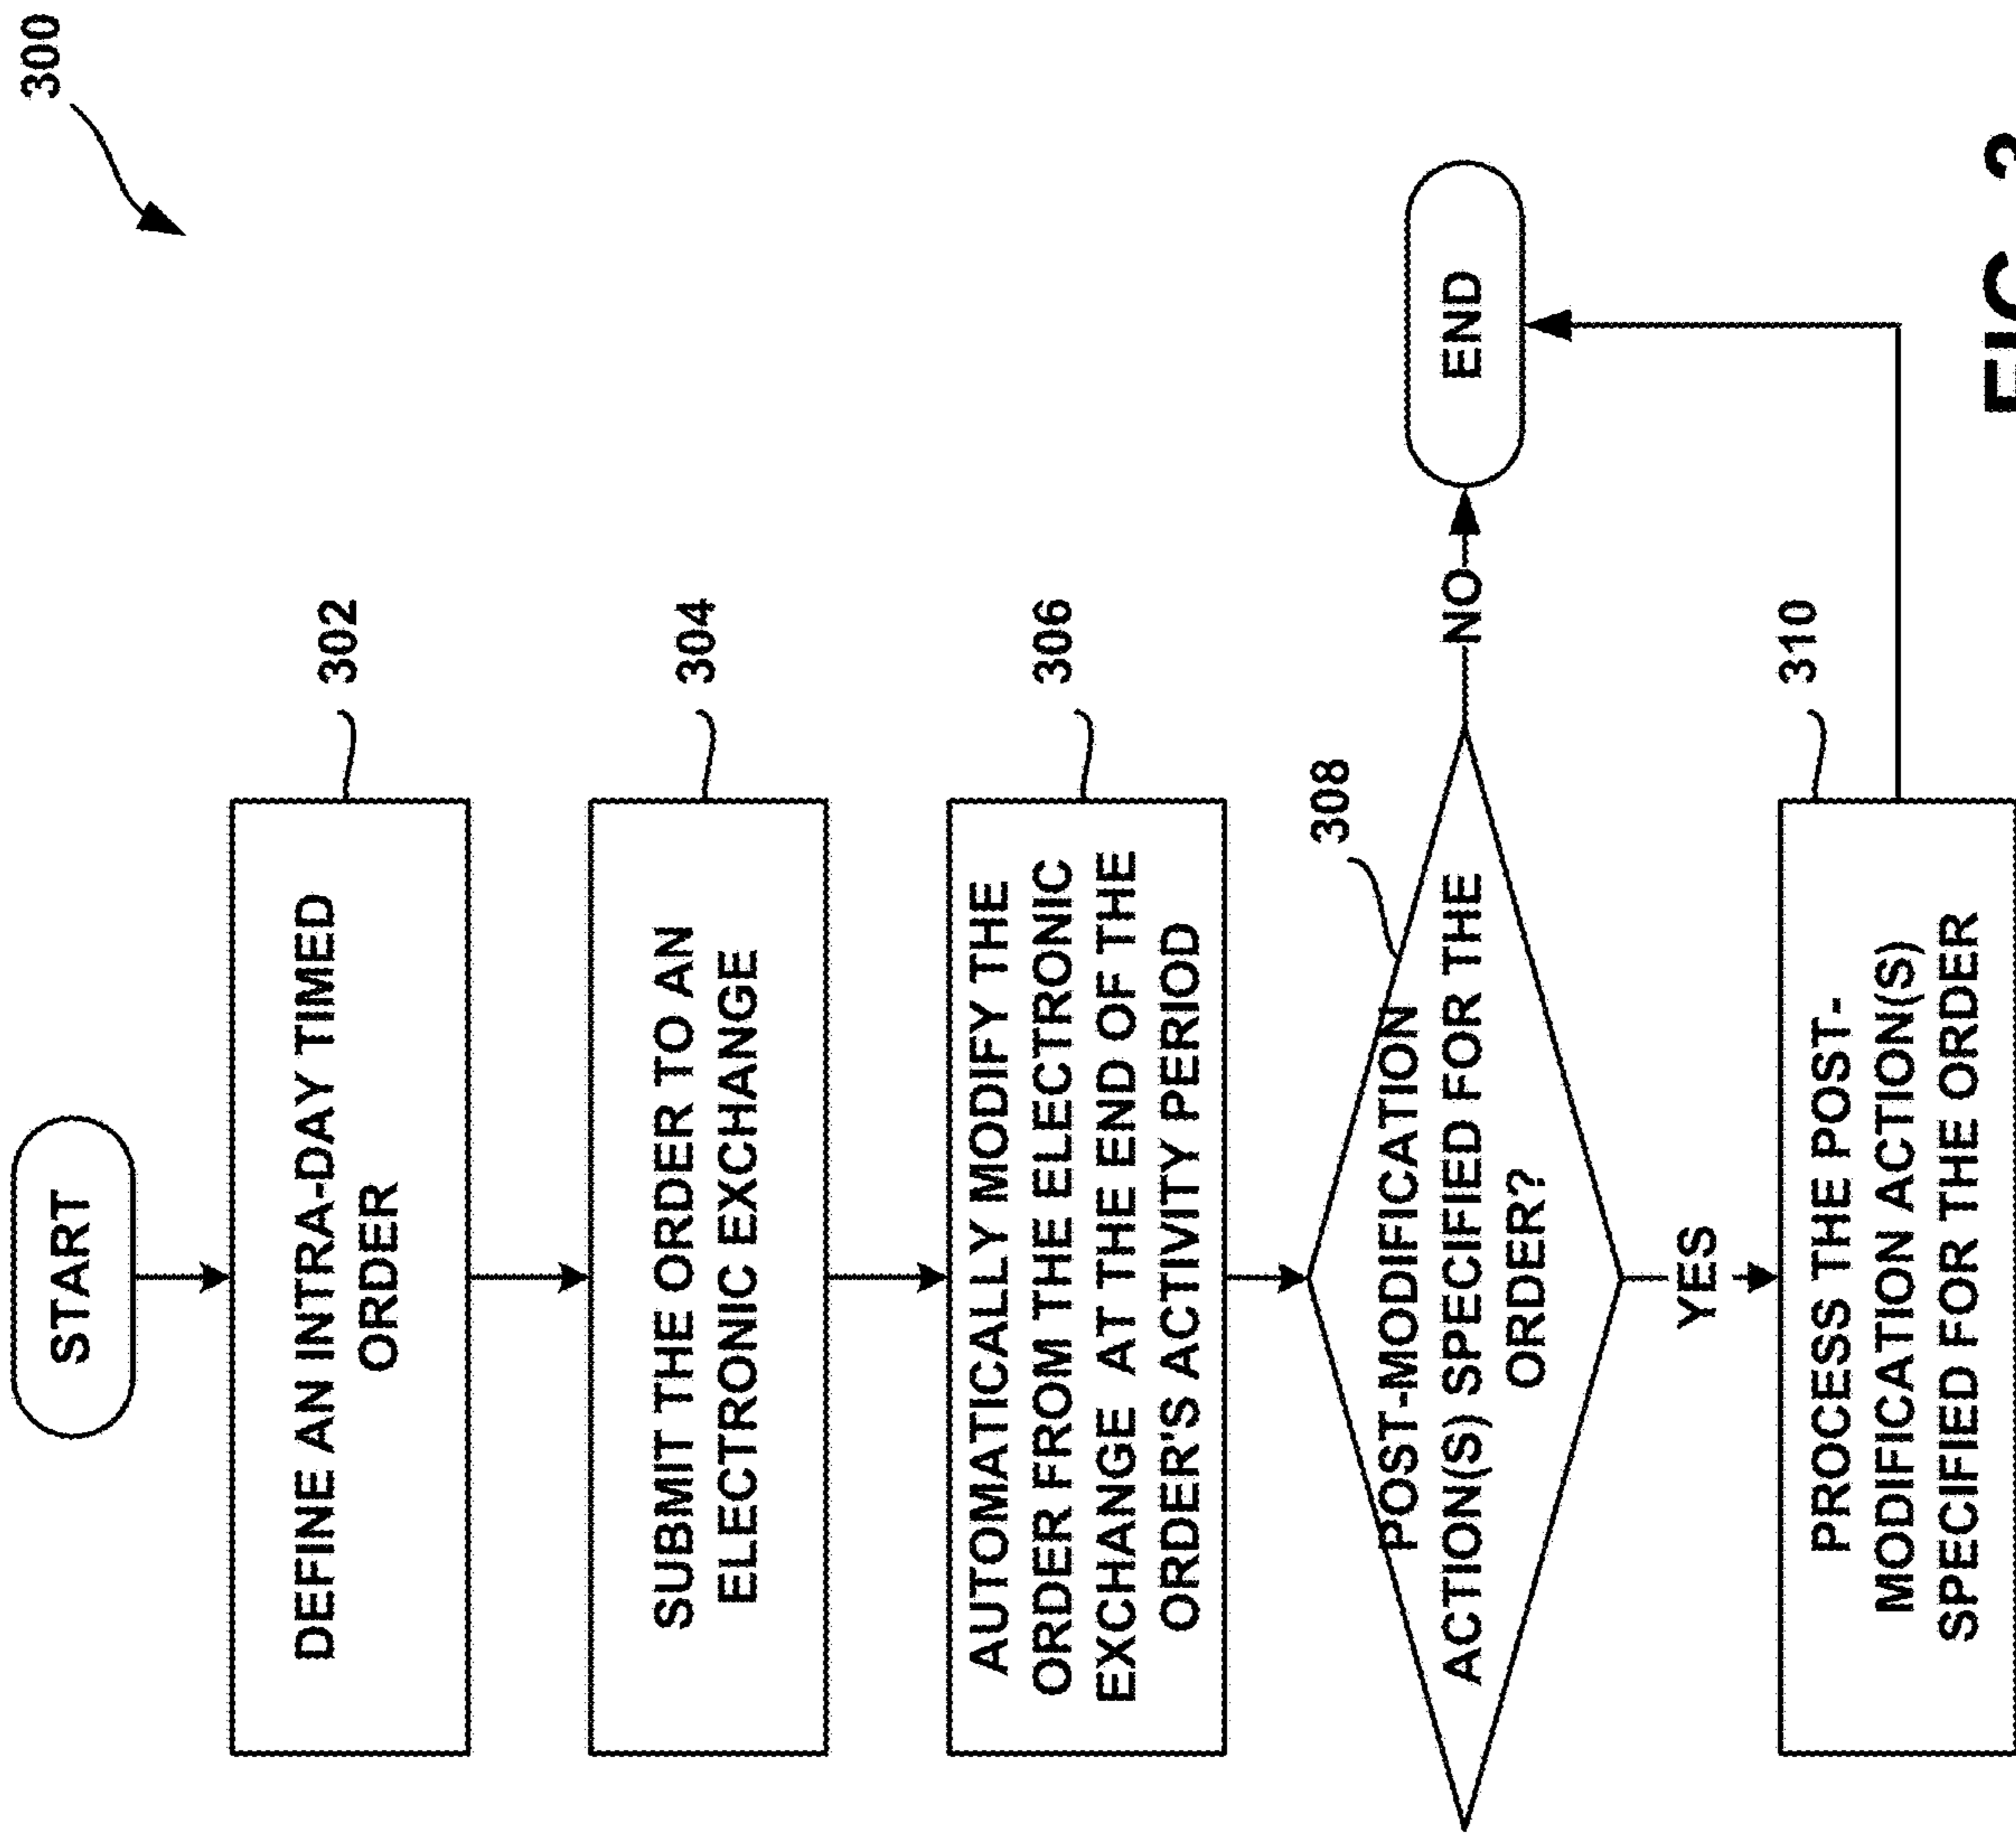 300
START
DEFINE AN INTRA-DAY TIMED
ORDER
302
SUBMIT THE ORDER TO AN
ELECTRONIC EXCHANGE
304
AUTOMATICALLY MODIFY THE
ORDER FROM THE ELECTRONIC
EXCHANGE AT THE END OF THE
ORDER'S ACTIVITY PERIOD
306
308
POST-MODIFICATION
ACTION(S) SPECIFIED FOR THE
ORDER?
NO
END
YES
310
PROCESS THE POST-
MODIFICATION ACTION(S)
SPECIFIED FOR THE ORDER